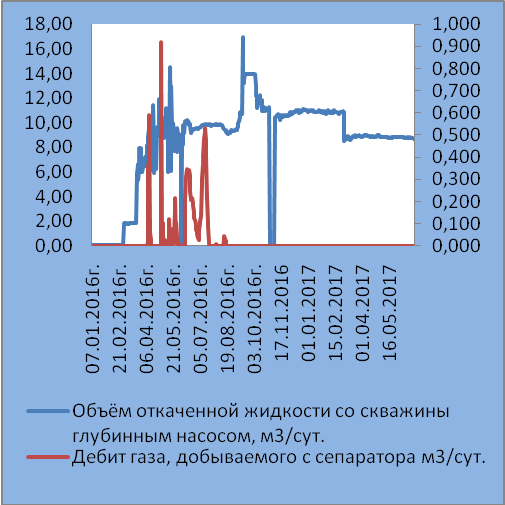 18,00
16,00
14,00
12,00
10,00
8,00
6,00
4,00
2,00
0,00
1,000
0,900
0,800
0,700
0,600
0,500
0,400
0,300
0,200
0,100
0,000
07.01.2016г.
21.02.2016г.
06.04.2016г.
21.05.2016г.
05.07.2016г.
19.08.2016г.
03.10.2016г.
17.11.2016
01.01.2017
15.02.2017
01.04.2017
16.05.2017
Объём откаченной жидкости со скважины
глубинным насосом, м3/сут.
Дебит газа, добываемого с сепаратора м3/сут.